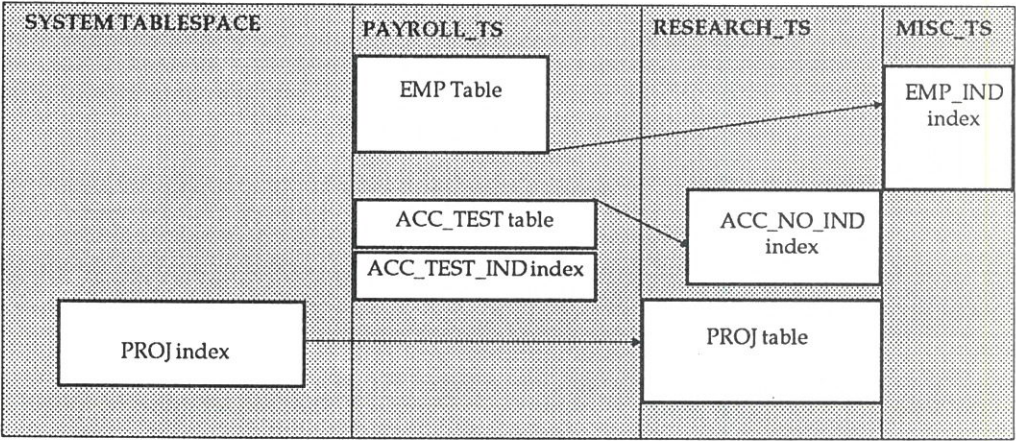 SYSTEM TABLESPACE
PAYROLL_TS
RESEARCH_TS
MISC_TS
EMP Table
EMP_IND
index
ACC_TEST table
ACC_NO_IND
index
ACC_TEST_IND index
PROJ index
PROJ table